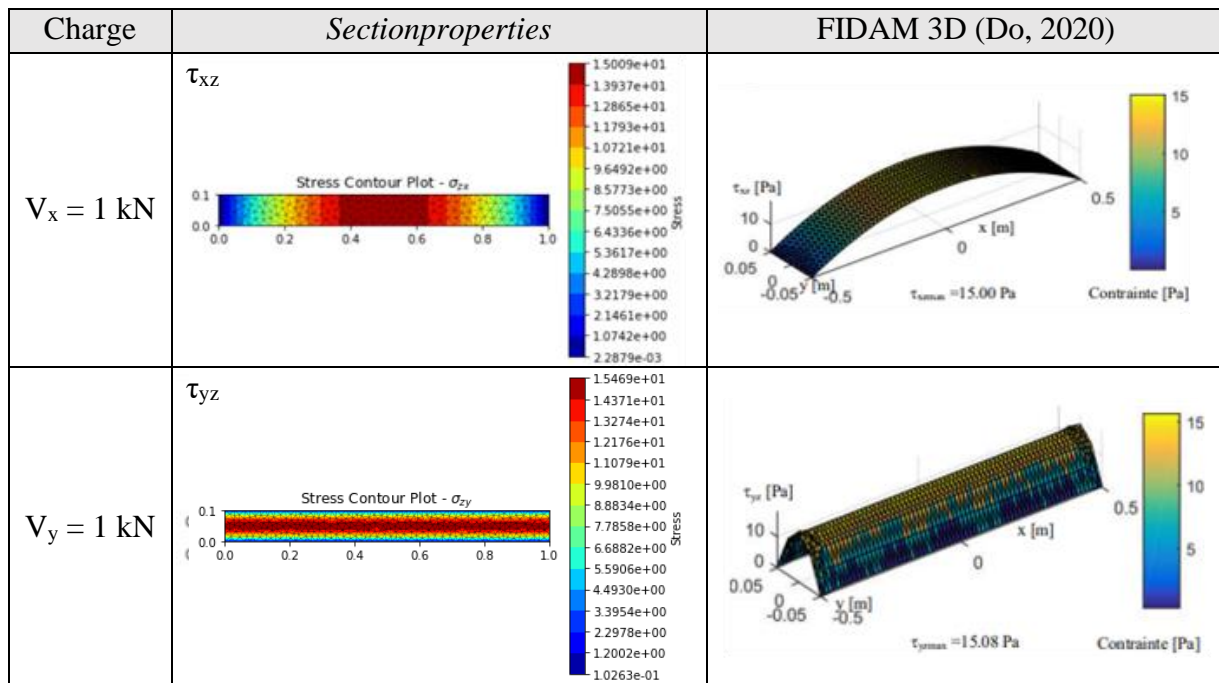 Charge
Sectionproperties
FIDAM 3D (Do, 2020)
Vx = 1 kN
τxz
Stress Contour Plot - σzx
0.1
0.0
0.0 0.2 0.4 0.6 0.8 1.0
1.5009e+01
1.3937e+01
1.2865e+01
1.1793e+01
1.0721e+01
9.6492e+00
8.5773e+00
7.5055e+00
6.4336e+00
5.3617e+00
4.2898e+00
3.2179e+00
2.1461e+00
1.0742e+00
2.2879e-03
Stress
τxz [Pa]
10
0
0.05
0
-0.05
y [m]
-0.5
0
x [m]
0.5
τxzmax =15.00 Pa
15
10
5
Contrainte [Pa]
Vy = 1 kN
τyz
Stress Contour Plot - σzy
0.1
0.0
0.0 0.2 0.4 0.6 0.8 1.0
1.5469e+01
1.4371e+01
1.3274e+01
1.2176e+01
1.1079e+01
9.9810e+00
8.8834e+00
7.7858e+00
6.6882e+00
5.5906e+00
4.4930e+00
3.3954e+00
2.2978e+00
1.2002e+00
1.0263e-01
Stress
τyz [Pa]
10
0
0.05
0
-0.05
y [m]
-0.5
0
x [m]
0.5
τyzmax =15.08 Pa
15
10
5
Contrainte [Pa]